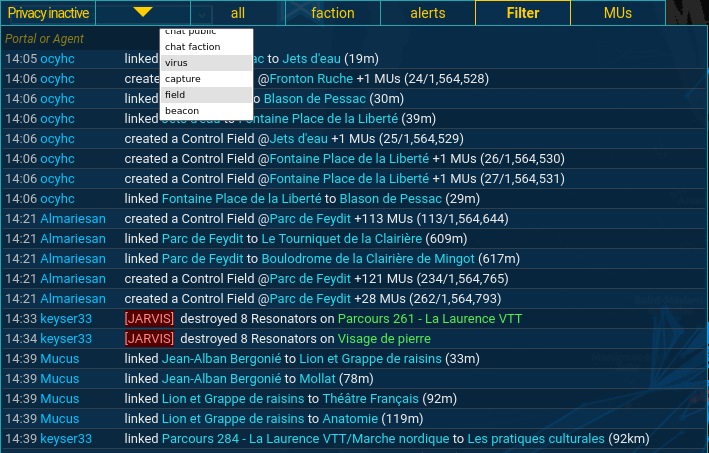 Privacy inactive all faction alerts Filter MUs
Portal or Agent
chat public
chat faction
virus
capture
field
beacon
14:05 ocyhc linked ac to Jets d'eau (19m)
14:06 ocyhc create @Fronton Ruche +1 MUs (24/1,564,528)
14:06 ocyhc linked o Blason de Pessac (30m)
14:06 ocyhc linked Jets d'eau to Fontaine Place de la Liberté (39m)
14:06 ocyhc created a Control Field @Jets d'eau +1 MUs (25/1,564,529)
14:06 ocyhc created a Control Field @Fontaine Place de la Liberté +1 MUs (26/1,564,530)
14:06 ocyhc created a Control Field @Fontaine Place de la Liberté +1 MUs (27/1,564,531)
14:06 ocyhc linked Fontaine Place de la Liberté to Blason de Pessac (29m)
14:21 Almariesan created a Control Field @Parc de Feydit +113 MUs (113/1,564,644)
14:21 Almariesan linked Parc de Feydit to Le Tourniquet de la Clairière (609m)
14:21 Almariesan linked Parc de Feydit to Boulodrome de la Clairière de Mingot (617m)
14:21 Almariesan created a Control Field @Parc de Feydit +121 MUs (234/1,564,765)
14:21 Almariesan created a Control Field @Parc de Feydit +28 MUs (262/1,564,793)
14:33 keyser33 [JARVIS] destroyed 8 Resonators on Parcours 261 - La Laurence VTT
14:34 keyser33 [JARVIS] destroyed 8 Resonators on Visage de pierre
14:39 Mucus linked Jean-Alban Bergonié to Lion et Grappe de raisins (33m)
14:39 Mucus linked Jean-Alban Bergonié to Mollat (78m)
14:39 Mucus linked Lion et Grappe de raisins to Théâtre Français (92m)
14:39 Mucus linked Lion et Grappe de raisins to Anatomie (119m)
14:39 keyser33 linked Parcours 284 - La Laurence VTT/Marche nordique to Les pratiques culturales (92km)